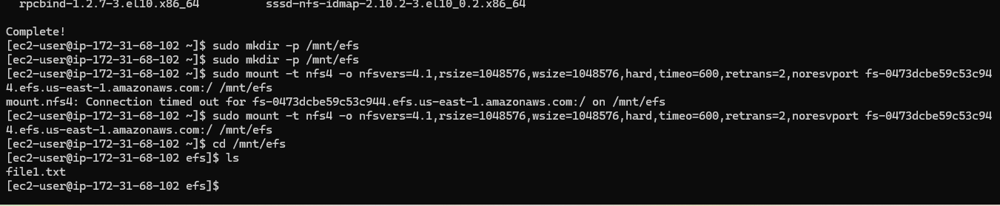 rpcbind-1.2.7-3.el10.x86_64 sssd-nfs-idmap-2.10.2-3.el10_0.2.x86_64
Complete!
[ec2-user@ip-172-31-68-102 ~]$ sudo mkdir -p /mnt/efs
[ec2-user@ip-172-31-68-102 ~]$ sudo mkdir -p /mnt/efs
[ec2-user@ip-172-31-68-102 ~]$ sudo mount -t nfs4 -o nfsvers=4.1,rsize=1048576,wsize=1048576,hard,timeo=600,retrans=2,noresvport fs-0473dcbe59c53c94
4.efs.us-east-1.amazonaws.com:/ /mnt/efs
mount.nfs4: Connection timed out for fs-0473dcbe59c53c944.efs.us-east-1.amazonaws.com:/ on /mnt/efs
[ec2-user@ip-172-31-68-102 ~]$ sudo mount -t nfs4 -o nfsvers=4.1,rsize=1048576,wsize=1048576,hard,timeo=600,retrans=2,noresvport fs-0473dcbe59c53c94
4.efs.us-east-1.amazonaws.com:/ /mnt/efs
[ec2-user@ip-172-31-68-102 ~]$ cd /mnt/efs
[ec2-user@ip-172-31-68-102 efs]$ ls
file1.txt
[ec2-user@ip-172-31-68-102 efs]$